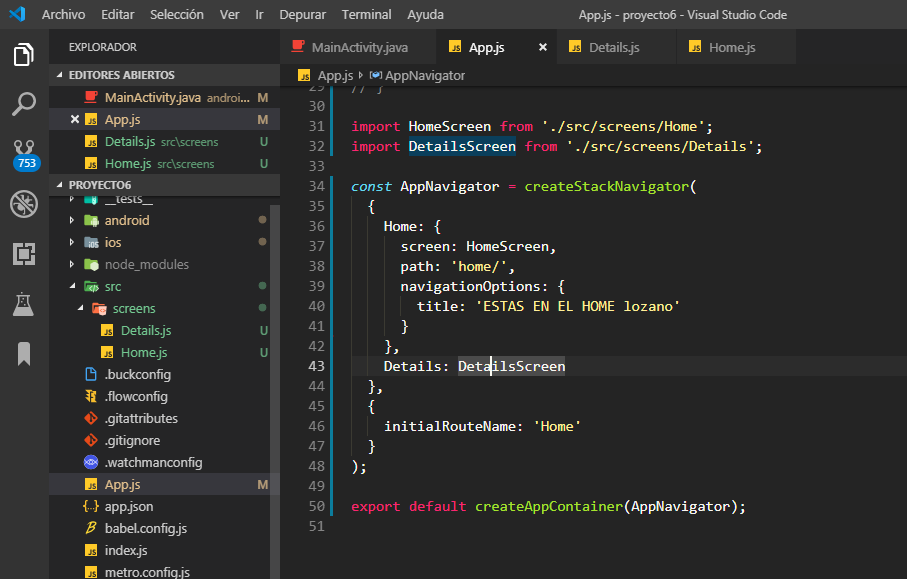 Archivo Editar Selección Ver Ir Depurar Terminal Ayuda App.js - proyecto6 - Visual Studio Code
EXPLORADOR
EDITORES ABIERTOS
MainActivity.java androi... M
App.js M
Details.js src\screens U
Home.js src\screens U
PROYECTO6
__tests__
android
ios
node_modules
src
screens
Details.js U
Home.js U
.buckconfig
.flowconfig
.gitattributes
.gitignore
.watchmanconfig
App.js M
app.json
babel.config.js
index.js
metro.config.js
753
MainActivity.java App.js Details.js Home.js
App.js AppNavigator
29 // }
30
31 import HomeScreen from './src/screens/Home';
32 import DetailsScreen from './src/screens/Details';
33
34 const AppNavigator = createStackNavigator(
35 {
36 Home: {
37 screen: HomeScreen,
38 path: 'home/',
39 navigationOptions: {
40 title: 'ESTAS EN EL HOME lozano'
41 }
42 },
43 Details: DetailsScreen
44 },
45 {
46 initialRouteName: 'Home'
47 }
48 );
49
50 export default createAppContainer(AppNavigator);
51